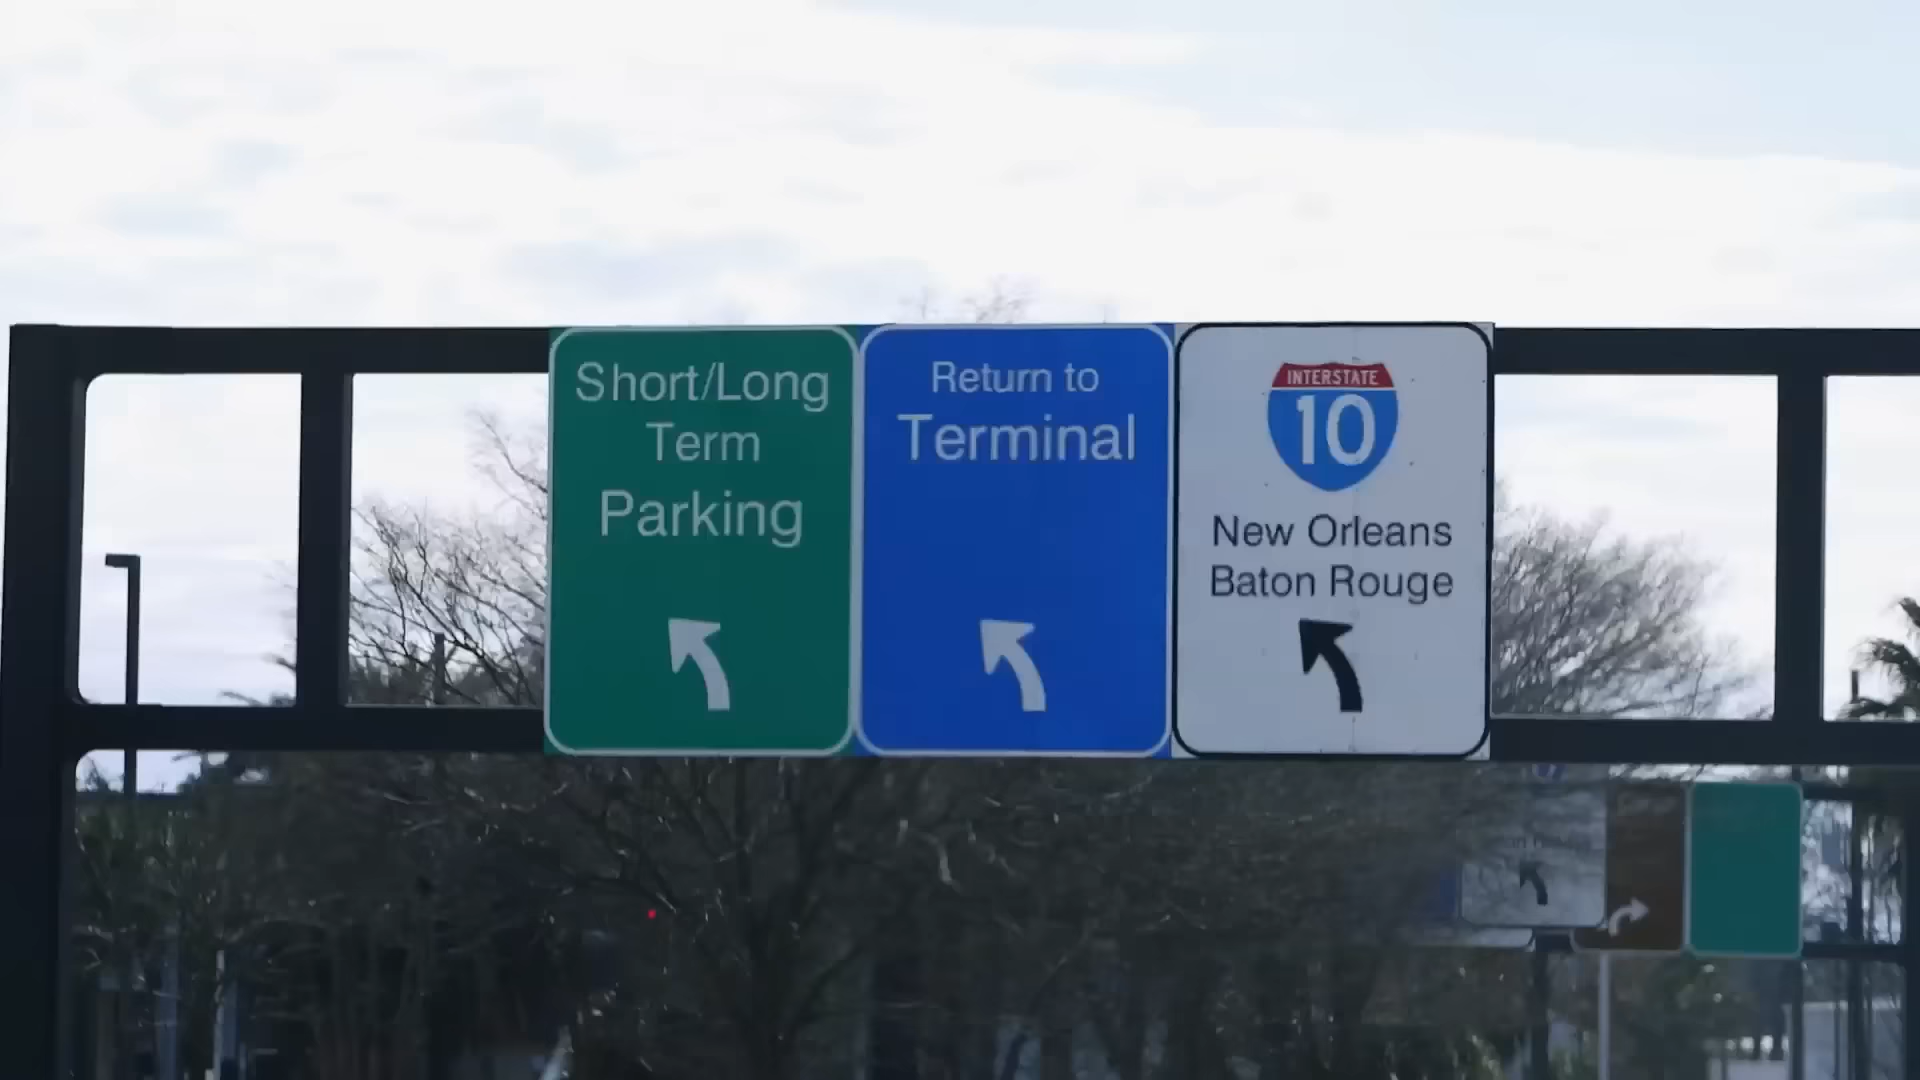 Short/Long
Term
Parking
Return to
Terminal
INTERSTATE
10
New Orleans
Baton Rouge